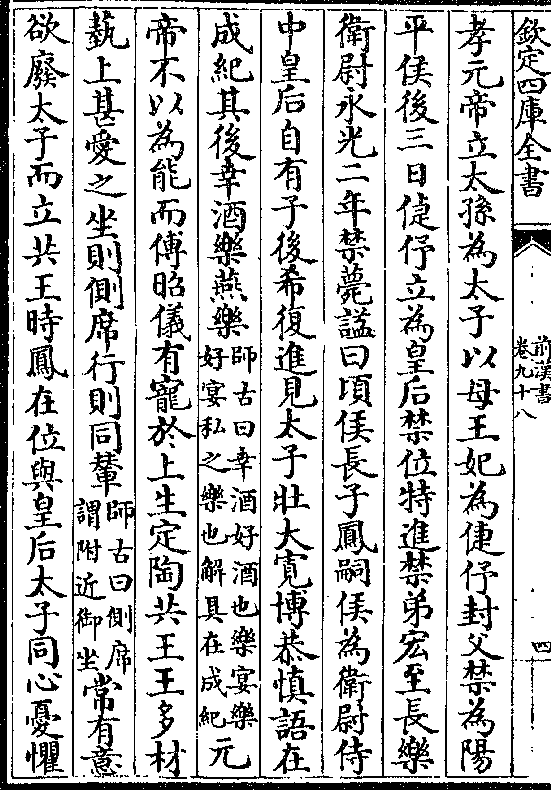 欽定四庫全書
前漢書
卷九十八
四
孝元帝立太孫為太子以母王妃為倢伃封父禁為陽
平侯後三日倢伃立為皇后禁位特進禁弟宏至長樂
衛尉永光二年禁薨諡曰頃侯長子鳳嗣侯為衛尉侍
中皇后自有子後希復進見太子壯大寛博恭慎語在
成紀其後幸酒樂燕樂師古曰幸酒好酒也樂宴樂好宴私之樂也解具在成紀元
帝不以為能而傅昭儀有寵於上生定陶共王王多材
藝上甚愛之坐則側席行則同輦師古曰側席謂附近御坐常有意
欲廢太子而立共王時鳳在位與皇后太子同心憂懼